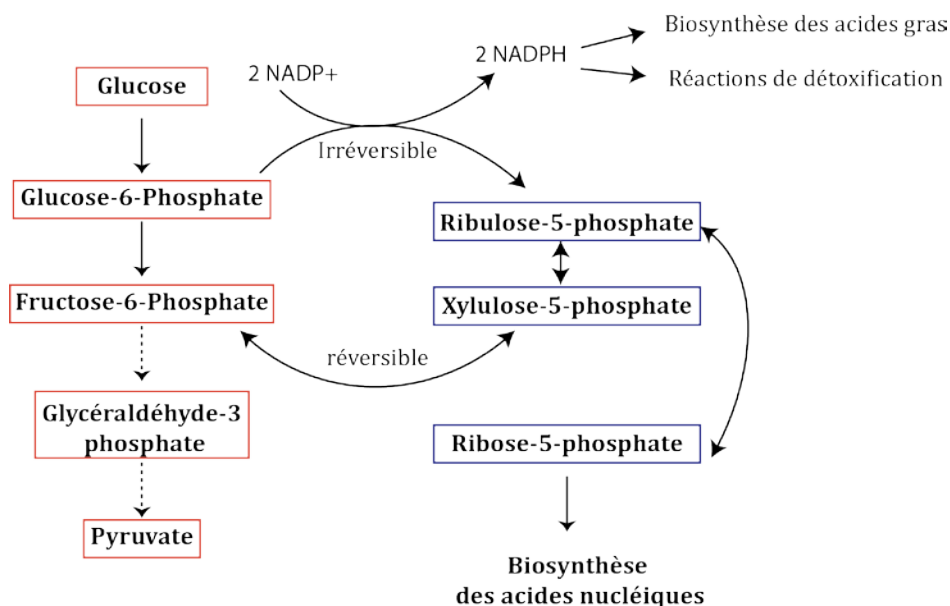 Biosynthèse des acides gras
2 NADP+
2 NADPH
Réactions de détoxification
Glucose
Irréversible
Glucose-6-Phosphate
Ribulose-5-phosphate
Fructose-6-Phosphate
Xylulose-5-phosphate
réversible
Glycéraldéhyde-3
phosphate
Ribose-5-phosphate
Pyruvate
Biosynthèse
des acides nucléiques